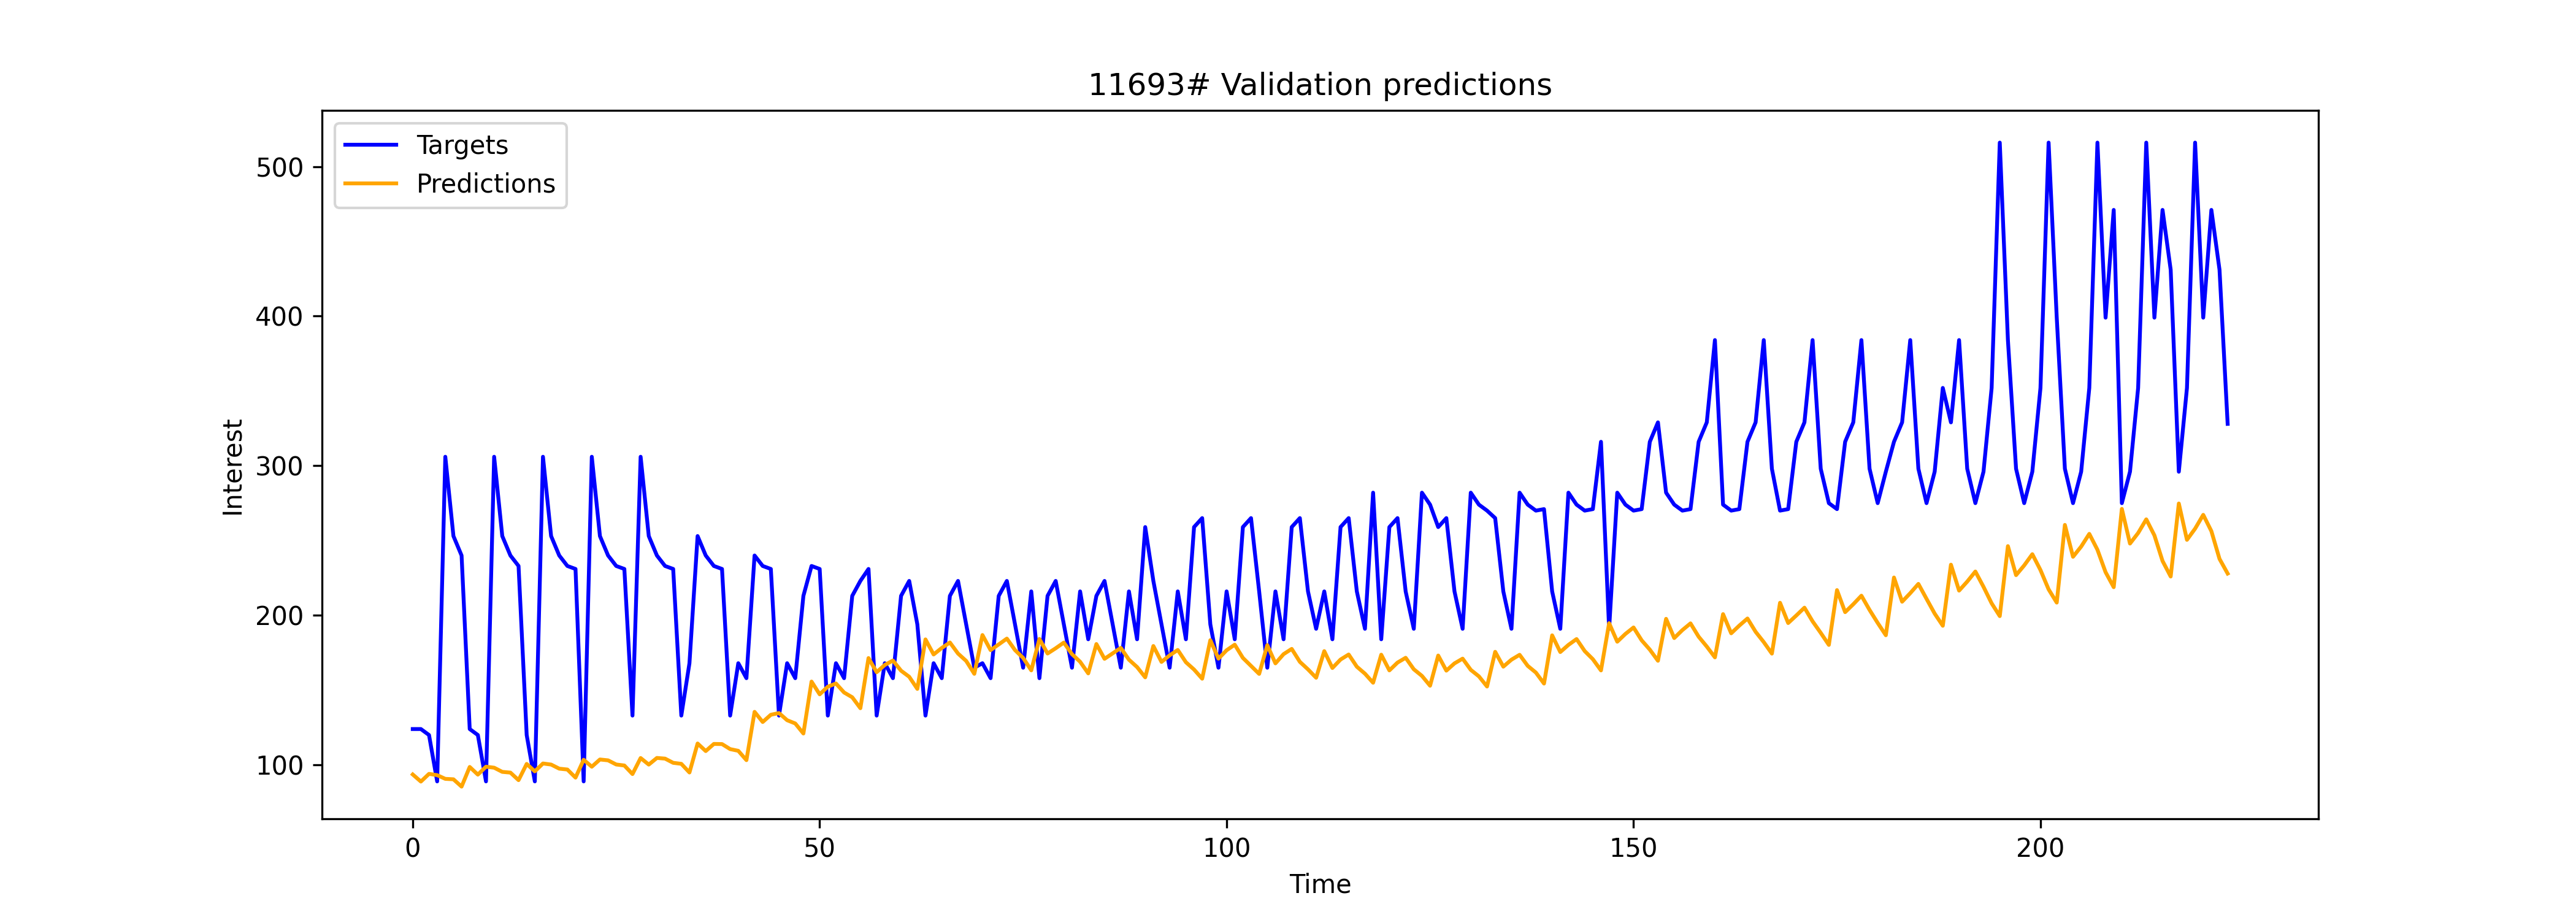 11693# Validation predictions
Targets
Predictions
500
400
300
200
100
Interest
0 50 100 150 200
Time